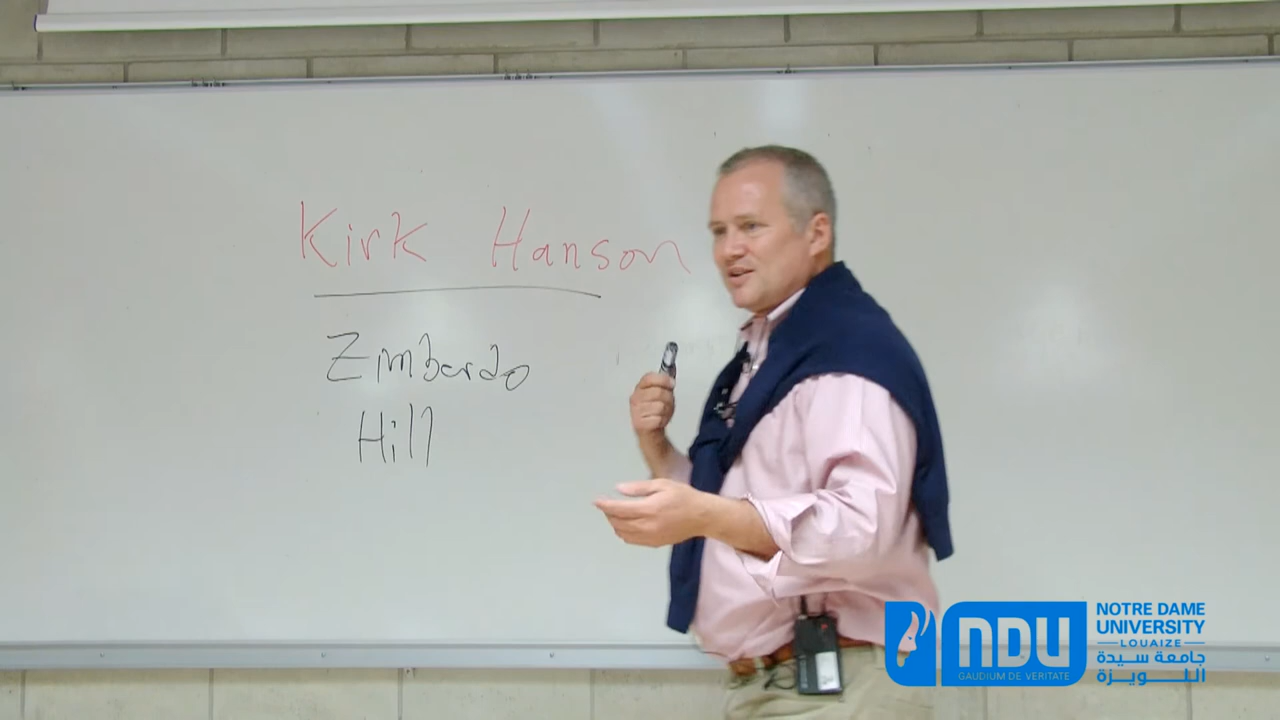 Kirk Hanson
Zimbardo
Hill
NDU
GAUDIUM DE VERITATE
NOTRE DAME
UNIVERSITY
LOUAIZE
جامعة سيدة
اللويزة